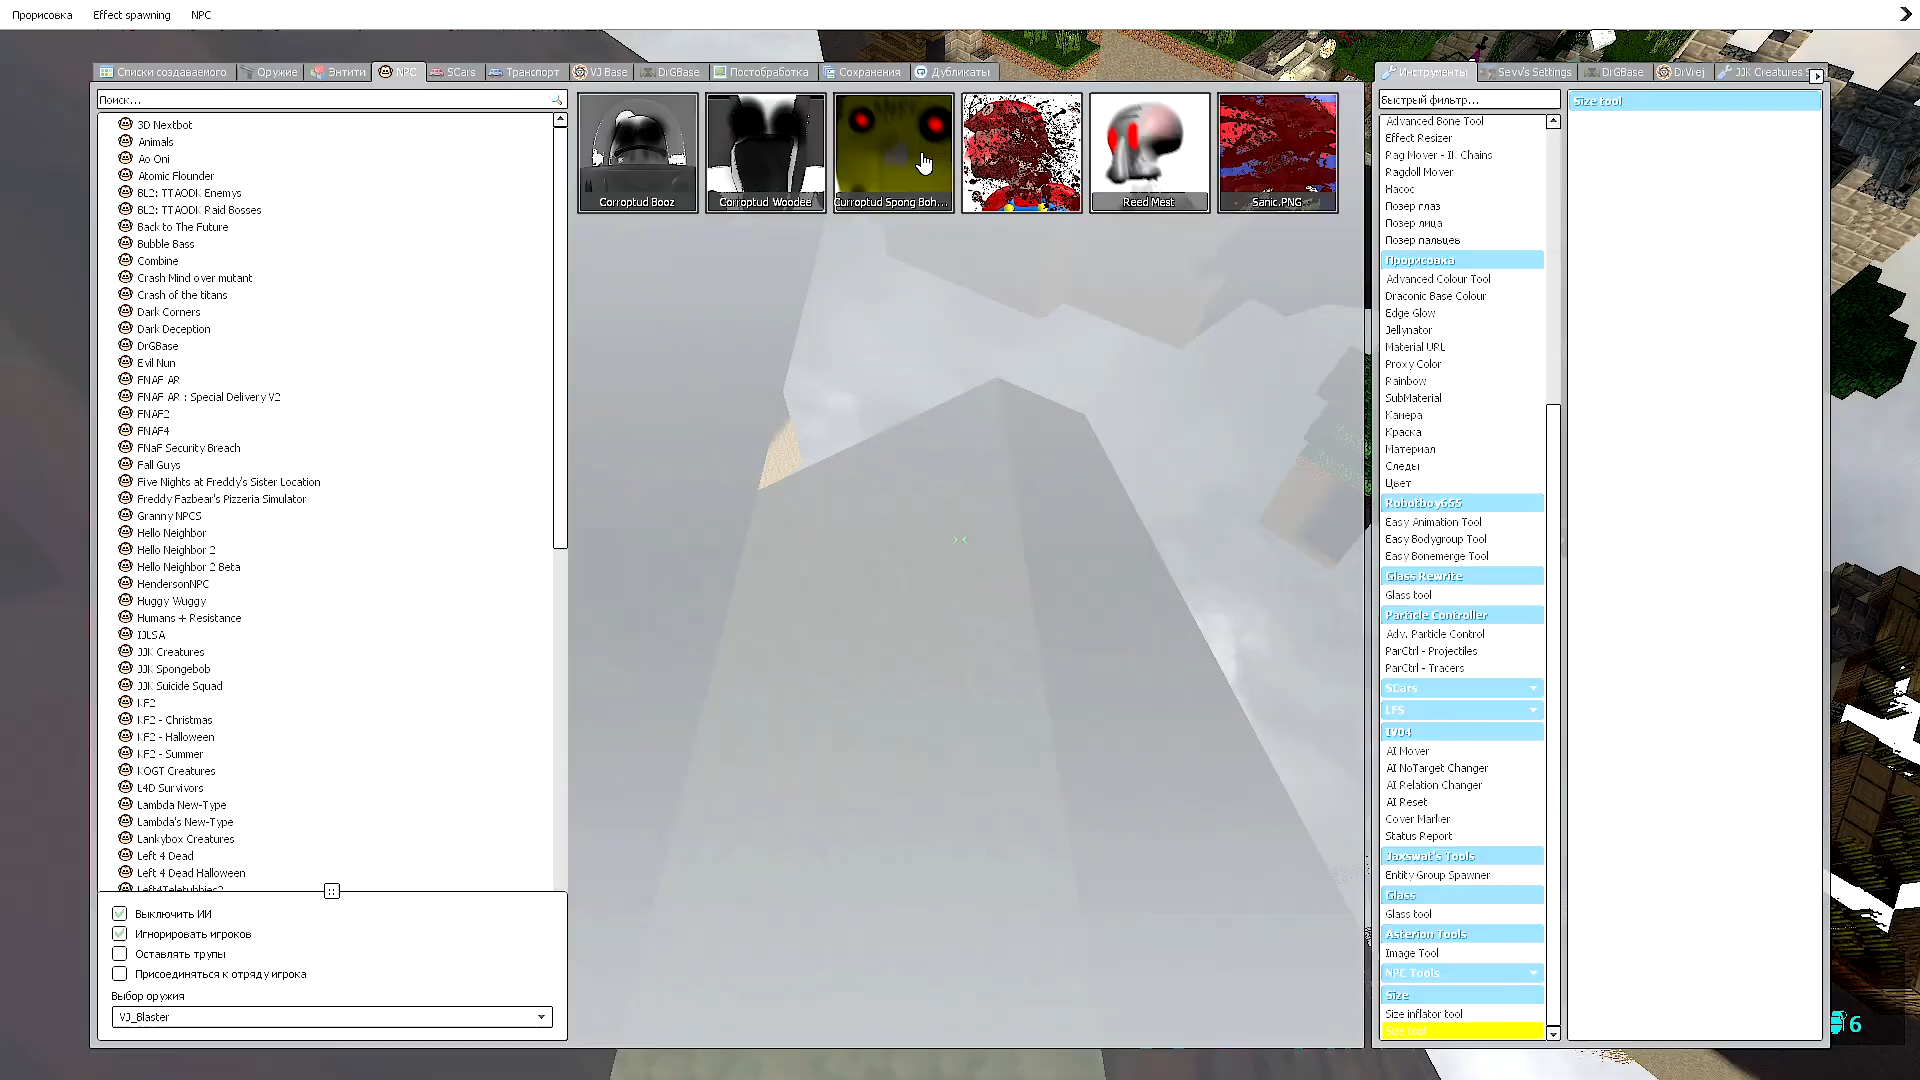 Прорисовка Effect spawning NPC
Списки создаваемого Оружие Энтити NPC SCars Транспорт VJ Base DrGBase Постобработка Сохранения Дубликаты
Поиск...
3D Nextbot
Animals
Ao Oni
Atomic Flounder
BL2: TTAODK Enemys
BL2: TTAODK Raid Bosses
Back to The Future
Bubble Bass
Combine
Crash Mind over mutant
Crash of the titans
Dark Corners
Dark Deception
DrGBase
Evil Nun
FNAF AR
FNAF AR : Special Delivery V2
FNAF2
FNAF4
FNaF Security Breach
Fall Guys
Five Nights at Freddy's Sister Location
Freddy Fazbear's Pizzeria Simulator
Granny NPCS
Hello Neighbor
Hello Neighbor 2
Hello Neighbor 2 Beta
HendersonNPC
Huggy Wuggy
Humans + Resistance
IJLSA
JJK Creatures
JJK Spongebob
JJK Suicide Squad
KF2
KF2 - Christmas
KF2 - Halloween
KF2 - Summer
KOGT Creatures
L4D Survivors
Lambda New-Type
Lambda's New-Type
Lankybox Creatures
Left 4 Dead
Left 4 Dead Halloween
Left4Teletubbies2
Выключить ИИ
Игнорировать игроков
Оставлять трупы
Присоединяться к отряду игрока
Выбор оружия
VJ_Blaster
Corroptud Booz
Corroptud Woodee
Curroptud Spong Boh...
Reed Mest
Sanic.PNG
Инструменты Sevv's Settings DrGBase DrVrej JJK Creatures
Быстрый фильтр...
Advanced Bone Tool
Effect Resizer
Rag Mover - IK Chains
Ragdoll Mover
Насос
Позер глаз
Позер лица
Позер пальцев
Прорисовка
Advanced Colour Tool
Draconic Base Colour
Edge Glow
Jellynator
Material URL
Proxy Color
Rainbow
SubMaterial
Камера
Краска
Материал
Следы
Цвет
Robotboy655
Easy Animation Tool
Easy Bodygroup Tool
Easy Bonemerge Tool
Glass Rewrite
Glass tool
Particle Controller
Adv. Particle Control
ParCtrl - Projectiles
ParCtrl - Tracers
SCars
LFS
IV04
AI Mover
AI NoTarget Changer
AI Relation Changer
AI Reset
Cover Marker
Status Report
Jaxswat's Tools
Entity Group Spawner
Glass
Glass tool
Asterion Tools
Image Tool
NPC Tools
Size
Size inflator tool
Size tool
Size tool
6